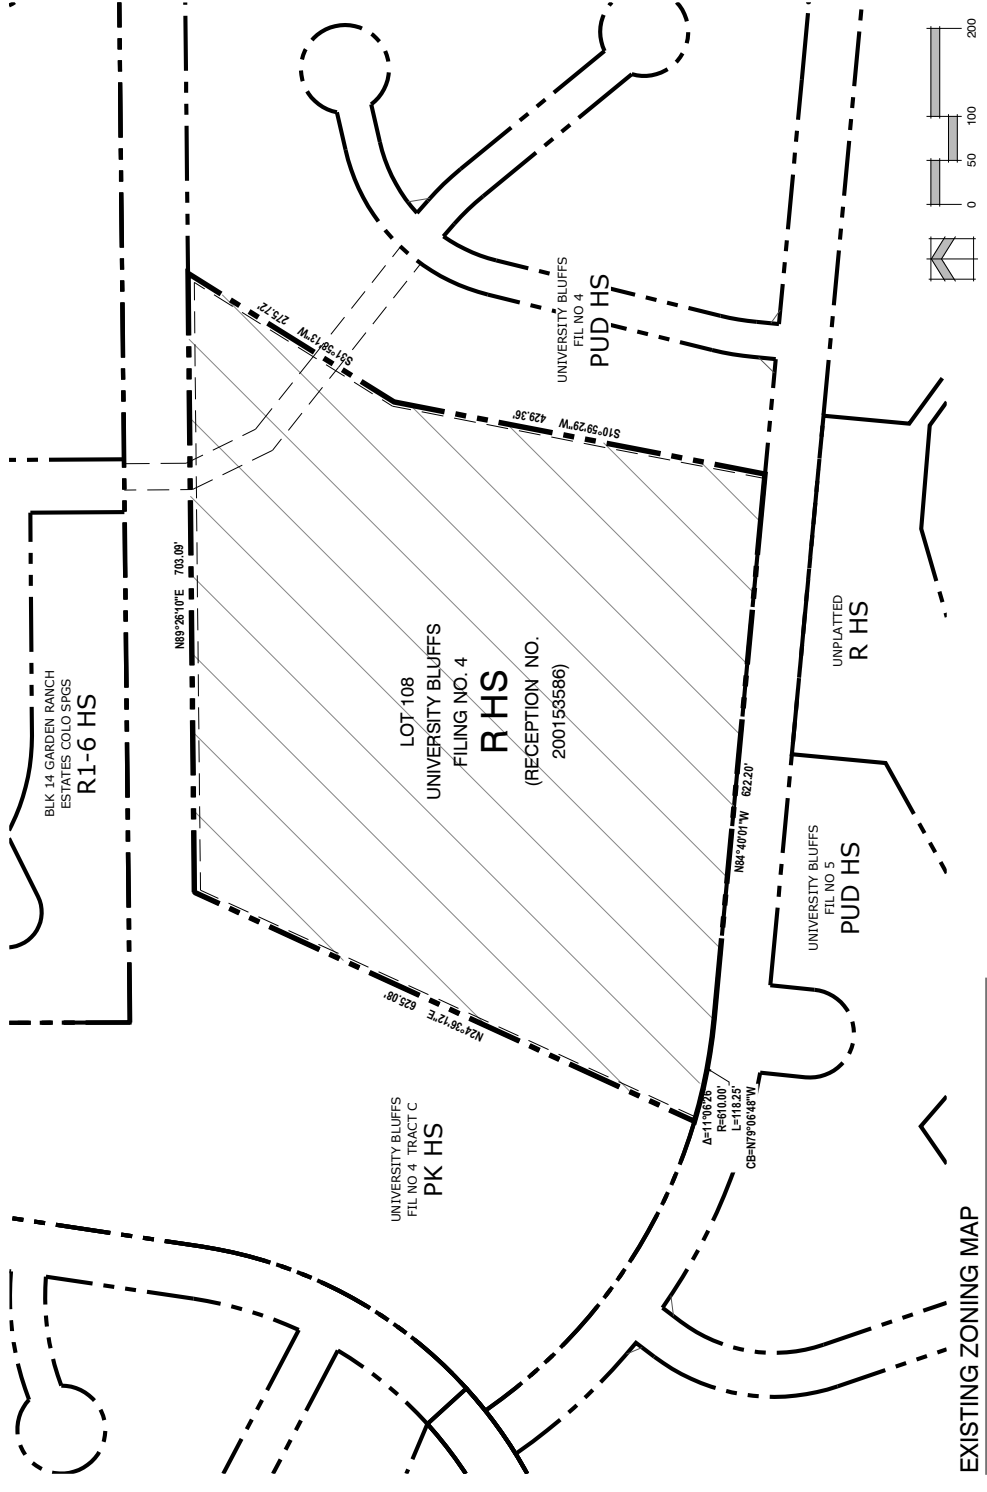 BLK 14 GARDEN RANCH
ESTATES COLO SPGS
R1-6 HS
N89°26'10"E 703.09'
S31°58'13"W 275.72'
S10°59'29"W 429.36'
UNIVERSITY BLUFFS
FIL NO 4
PUD HS
LOT 108
UNIVERSITY BLUFFS
FILING NO. 4
R HS
(RECEPTION NO.
200153586)
N24°36'12"E 625.08'
UNIVERSITY BLUFFS
FIL NO 4 TRACT C
PK HS
N84°40'01"W 622.20'
Δ=11°06'26
R=610.00'
L=118.25'
CB=N79°06'48"W
UNIVERSITY BLUFFS
FIL NO 5
PUD HS
UNPLATTED
R HS
0 50 100 200
EXISTING ZONING MAP